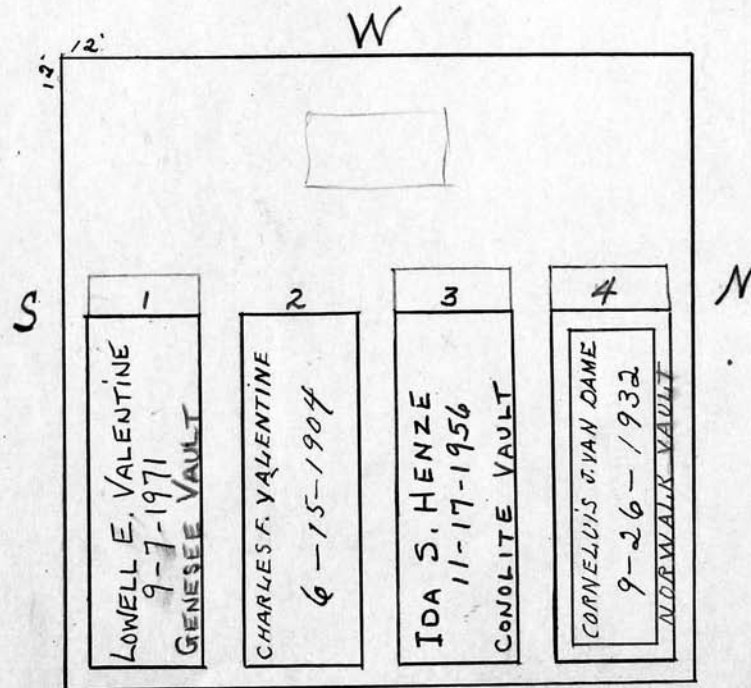 W
12'
12'
S
N
1
LOWELL E. VALENTINE
9-7-1971
GENESEE VAULT
2
CHARLES F. VALENTINE
6-15-1904
3
IDA S. HENZE
11-17-1956
CONOLITE VAULT
4
CORNELUIS J. VAN DAME
9-26-1932
NORWALK VAULT